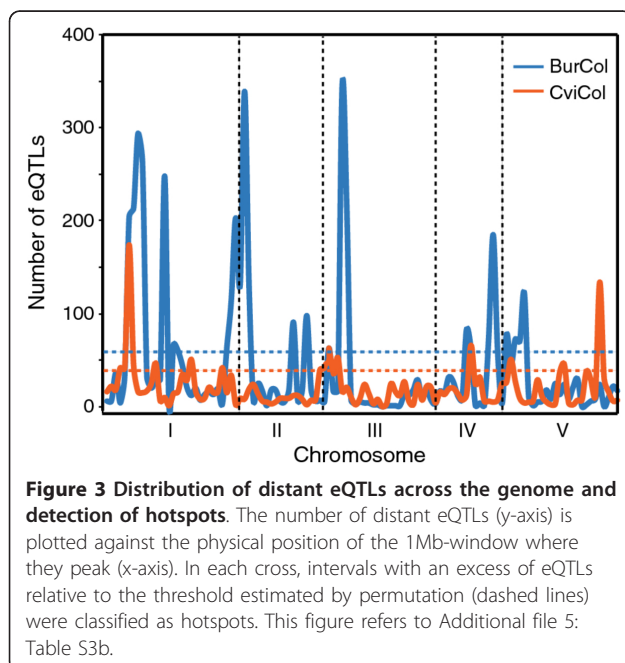 400
300
200
100
0
Number of eQTLs
BurCol
CviCol
I
II
III
IV
V
Chromosome
Figure 3 Distribution of distant eQTLs across the genome and
detection of hotspots. The number of distant eQTLs (y-axis) is
plotted against the physical position of the 1Mb-window where
they peak (x-axis). In each cross, intervals with an excess of eQTLs
relative to the threshold estimated by permutation (dashed lines)
were classified as hotspots. This figure refers to Additional file 5:
Table S3b.